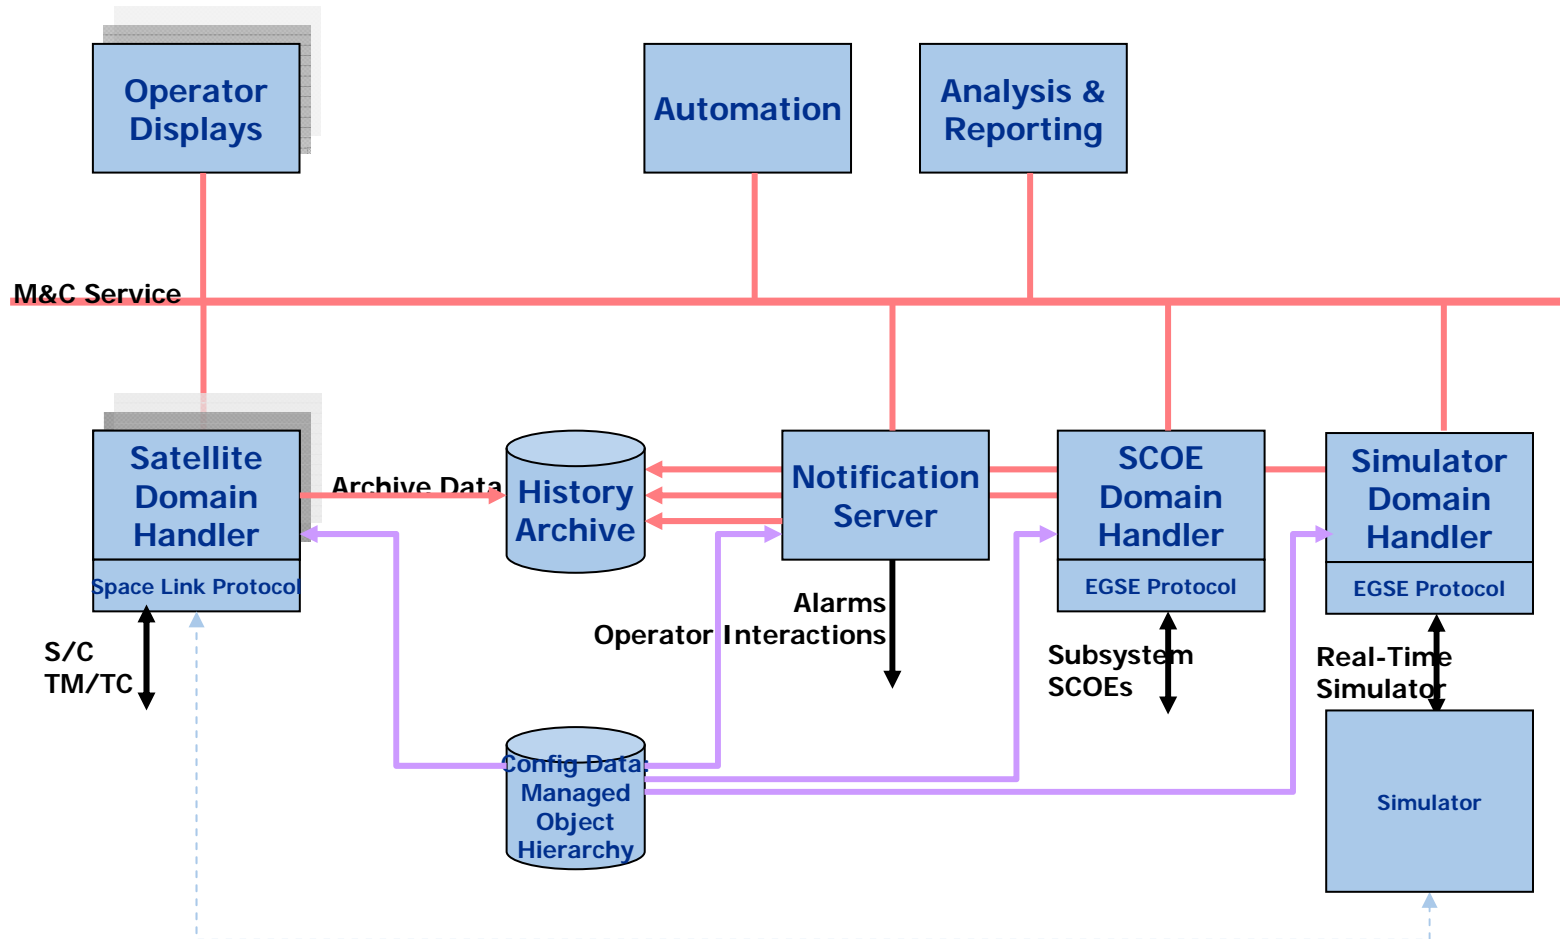 Operator
Displays
Automation
Analysis &
Reporting
M&C Service
Satellite
Domain
Handler
Space Link Protocol
Archive Data
History
Archive
Notification
Server
SCOE
Domain
Handler
EGSE Protocol
Simulator
Domain
Handler
EGSE Protocol
S/C
TM/TC
Alarms
Operator Interactions
Subsystem
SCOEs
Real-Time
Simulator
Config Data:
Managed
Object
Hierarchy
Simulator